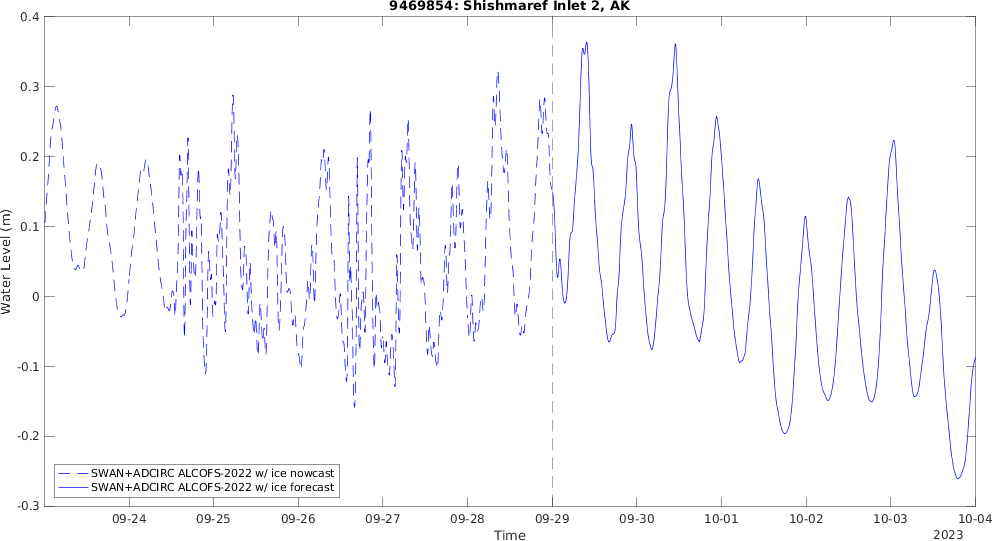 9469854: Shishmaref Inlet 2, AK
0.4
0.3
0.2
0.1
0
-0.1
-0.2
-0.3
Water Level (m)
SWAN+ADCIRC ALCOFS-2022 w/ ice nowcast
SWAN+ADCIRC ALCOFS-2022 w/ ice forecast
09-24 09-25 09-26 09-27 09-28 09-29 09-30 10-01 10-02 10-03 10-04
Time
2023